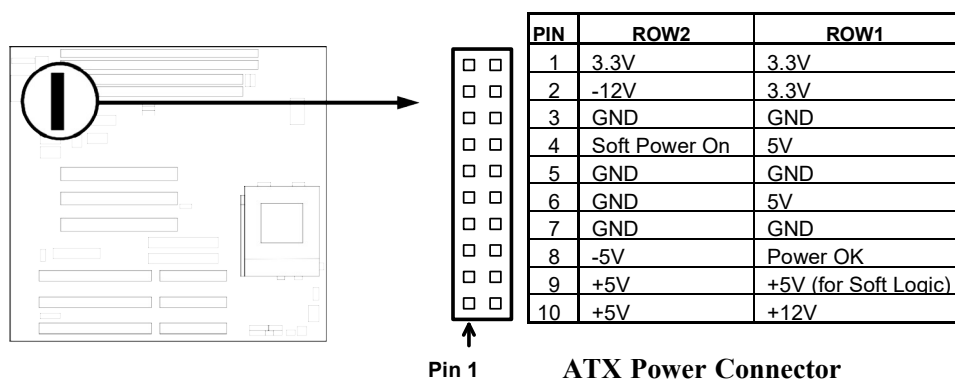 PIN ROW2 ROW1
1 3.3V 3.3V
2 -12V 3.3V
3 GND GND
4 Soft Power On 5V
5 GND GND
6 GND 5V
7 GND GND
8 -5V Power OK
9 +5V +5V (for Soft Logic)
10 +5V +12V
Pin 1 ATX Power Connector